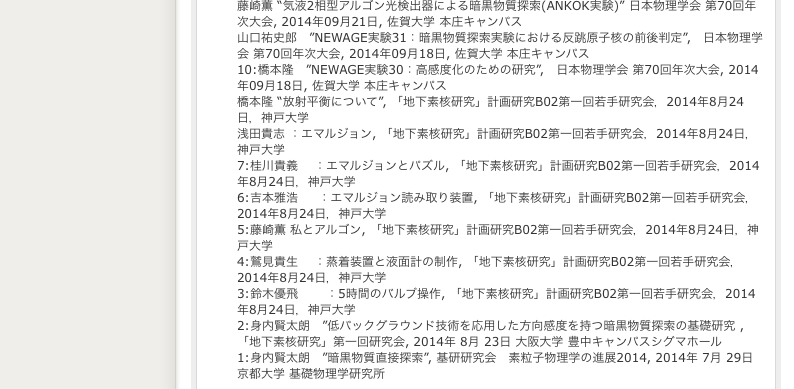 藤崎薫 “気液2相型アルゴン光検出器による暗黒物質探索(ANKOK実験)” 日本物理学会 第70回年
次大会, 2014年09月21日, 佐賀大学 本庄キャンパス
山口祐史郎　”NEWAGE実験31：暗黒物質探索実験における反跳原子核の前後判定”,　日本物理学
会 第70回年次大会, 2014年09月18日, 佐賀大学 本庄キャンパス
10:橋本隆　”NEWAGE実験30：高感度化のための研究”,　日本物理学会 第70回年次大会, 2014
年09月18日, 佐賀大学 本庄キャンパス
橋本隆 “放射平衡について”, 「地下素核研究」計画研究B02第一回若手研究会．2014年8月24
日．神戸大学
浅田貴志 ：エマルジョン, 「地下素核研究」計画研究B02第一回若手研究会．2014年8月24日．
神戸大学
7:桂川貴義　 ：エマルジョンとパズル, 「地下素核研究」計画研究B02第一回若手研究会．2014
年8月24日．神戸大学
6:吉本雅浩　 ：エマルジョン読み取り装置, 「地下素核研究」計画研究B02第一回若手研究会．
2014年8月24日．神戸大学
5:藤崎薫 私とアルゴン, 「地下素核研究」計画研究B02第一回若手研究会．2014年8月24日．神
戸大学
4:鷲見貴生　 ：蒸着装置と液面計の制作, 「地下素核研究」計画研究B02第一回若手研究会．
2014年8月24日．神戸大学
3:鈴木優飛　　 ：5時間のバルブ操作, 「地下素核研究」計画研究B02第一回若手研究会．2014
年8月24日．神戸大学
2:身内賢太朗　”低バックグラウンド技術を応用した方向感度を持つ暗黒物質探索の基礎研究 ,
「地下素核研究」第一回研究会, 2014年 8月 23日 大阪大学 豊中キャンパスシグマホール
1:身内賢太朗　”暗黒物質直接探索”, 基研研究会　素粒子物理学の進展2014, 2014年 7月 29日
京都大学 基礎物理学研究所